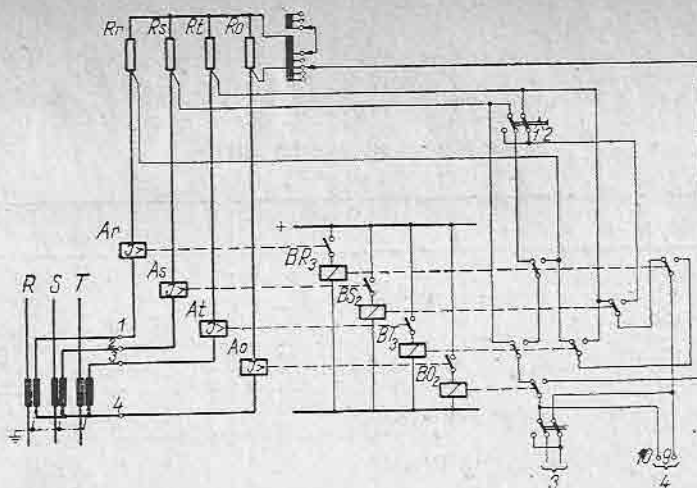 Rr Rs Rt Ro
1 2
+
Ar
BR3
R S T
As
BS2
At
1
2
3
BT3
Ao
BO2
4
10 9
3 4